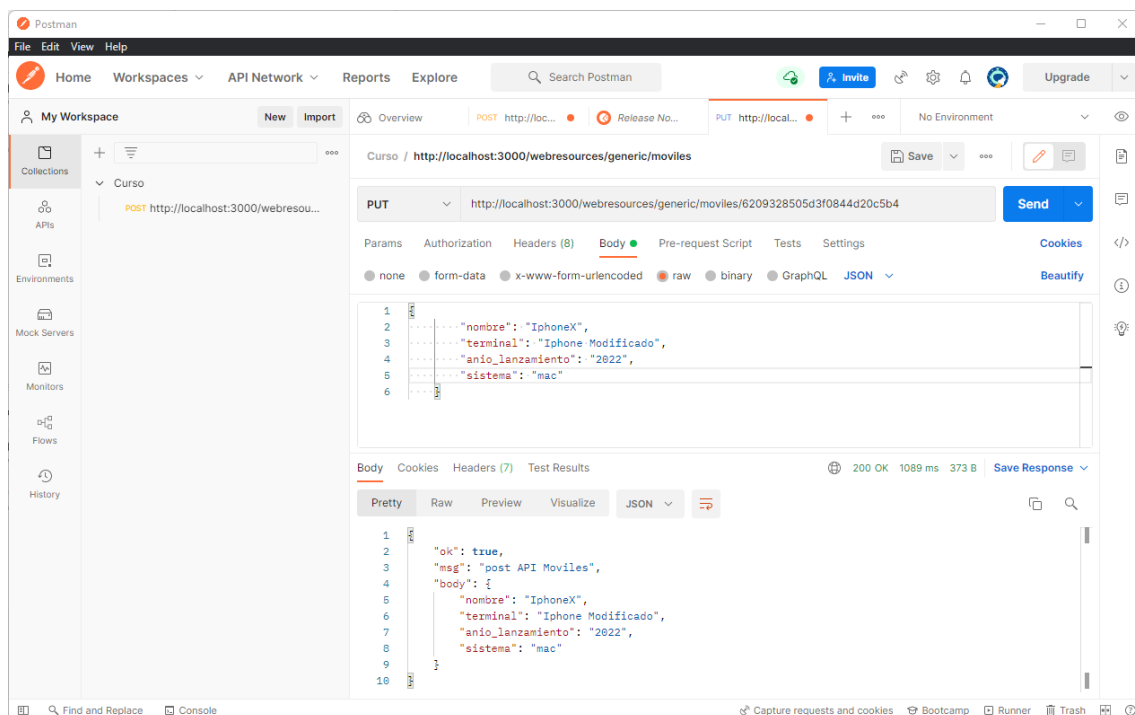 Postman
File Edit View Help
Home Workspaces API Network Reports Explore Search Postman Invite Upgrade
My Workspace New Import Overview POST http://loc... Release No... PUT http://local... No Environment
Collections
APIs
Environments
Mock Servers
Monitors
Flows
History
Curso
POST http://localhost:3000/webresou...
Curso / http://localhost:3000/webresources/generic/moviles Save
PUT http://localhost:3000/webresources/generic/moviles/6209328505d3f0844d20c5b4 Send
Params Authorization Headers (8) Body Pre-request Script Tests Settings Cookies
none form-data x-www-form-urlencoded raw binary GraphQL JSON Beautify
1 {
2 "nombre": "IphoneX",
3 "terminal": "Iphone Modificado",
4 "anio_lanzamiento": "2022",
5 "sistema": "mac"
6 }
Body Cookies Headers (7) Test Results 200 OK 1089 ms 373 B Save Response
Pretty Raw Preview Visualize JSON
1 {
2 "ok": true,
3 "msg": "post API Moviles",
4 "body": {
5 "nombre": "IphoneX",
6 "terminal": "Iphone Modificado",
7 "anio_lanzamiento": "2022",
8 "sistema": "mac"
9 }
10 }
Find and Replace Console Capture requests and cookies Bootcamp Runner Trash